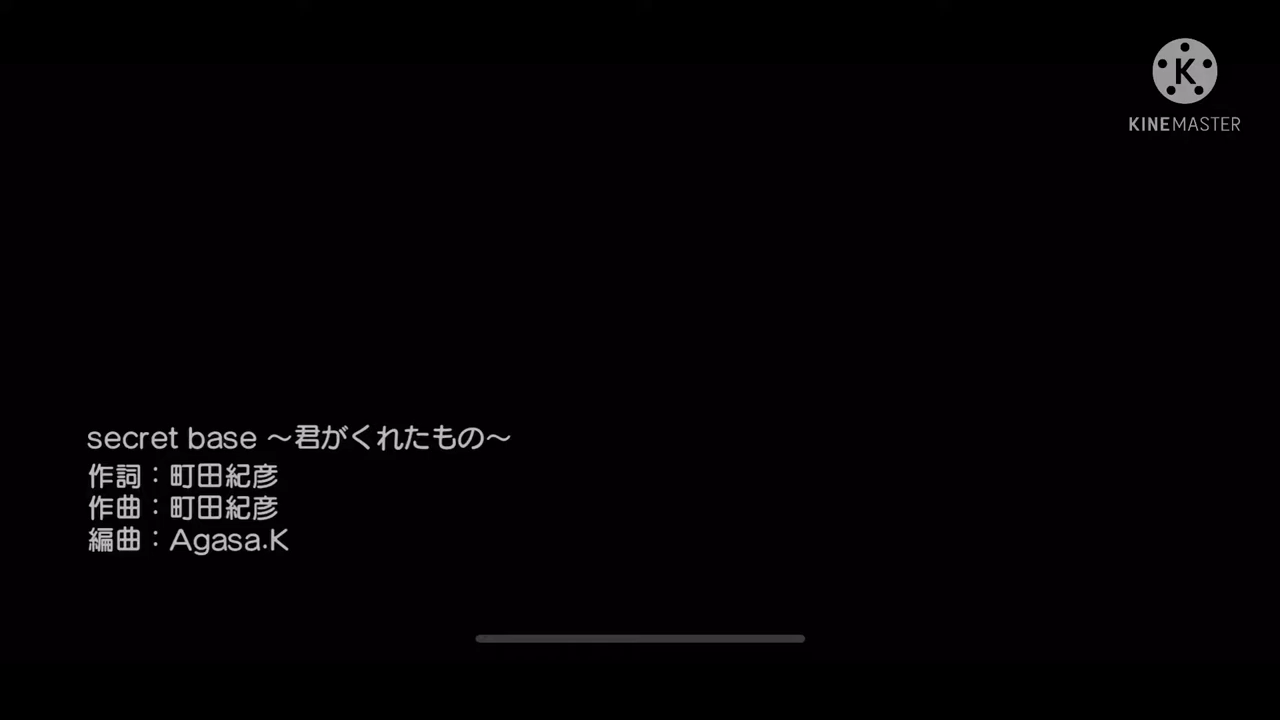 K
KINEMASTER
secret base ～君がくれたもの～
作詞：町田紀彦
作曲：町田紀彦
編曲：Agasa.K